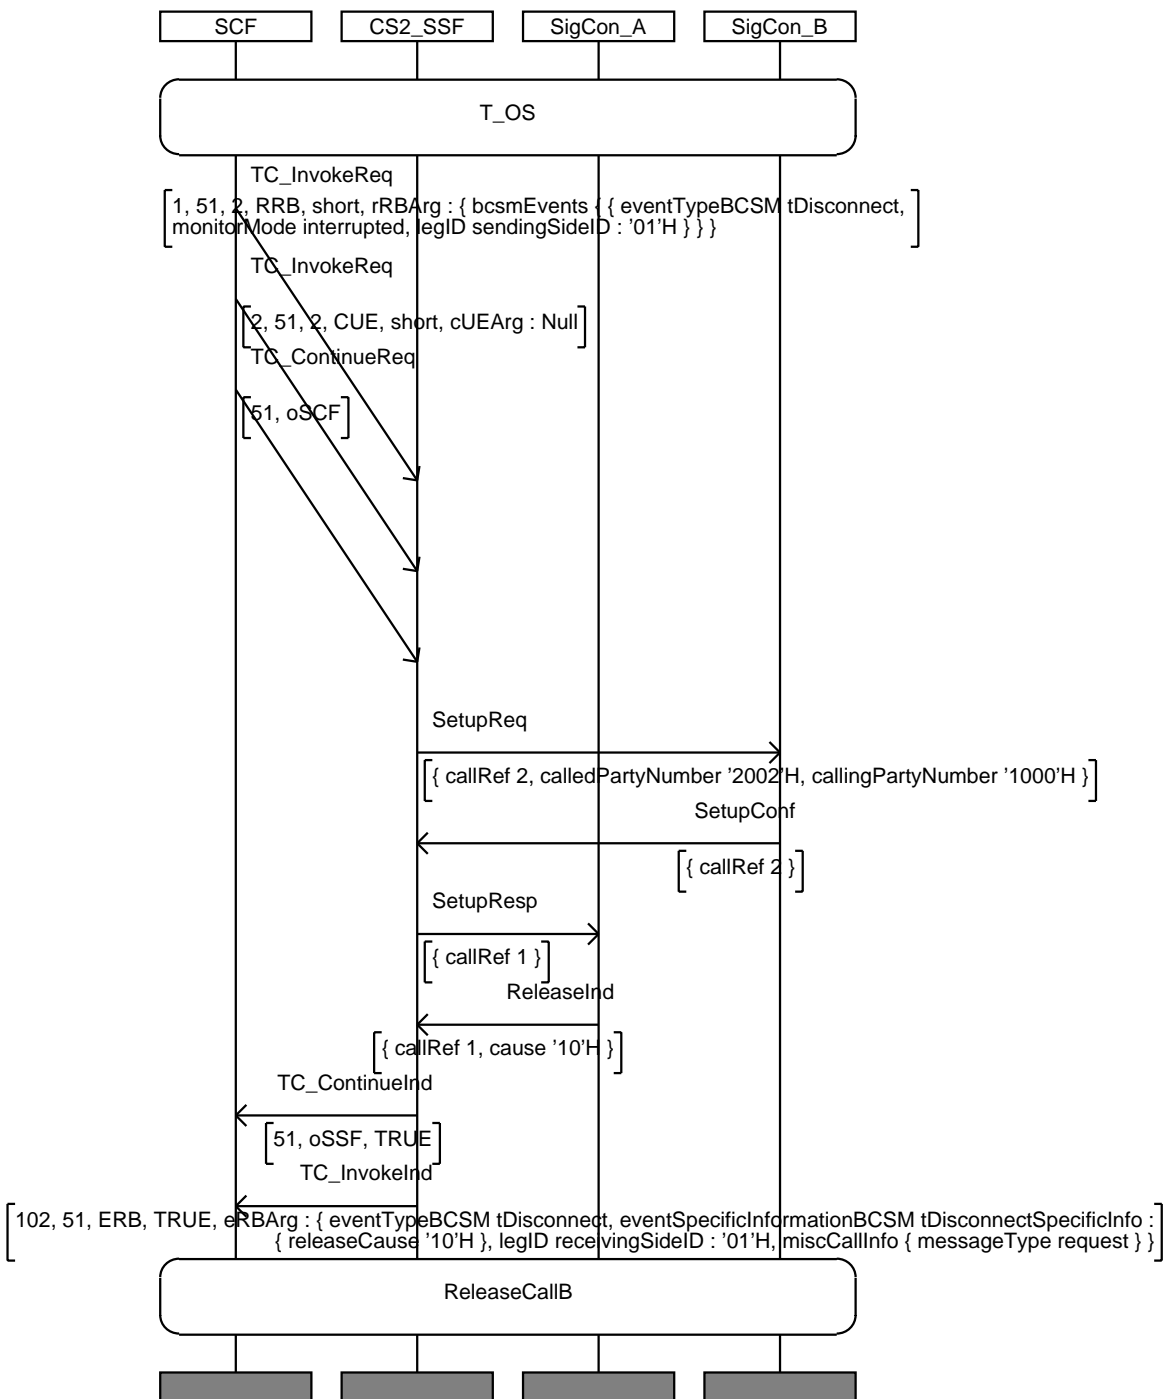 SCF CS2_SSF SigCon_A SigCon_B
T_OS
TC_InvokeReq
1, 51, 2, RRB, short, rRBArg : { bcsmEvents { { eventTypeBCSM tDisconnect,
monitorMode interrupted, legID sendingSideID : '01'H } } }
TC_InvokeReq
2, 51, 2, CUE, short, cUEArg : Null
TC_ContinueReq
51, oSCF
SetupReq
{ callRef 2, calledPartyNumber '2002'H, callingPartyNumber '1000'H }
SetupConf
{ callRef 2 }
SetupResp
{ callRef 1 }
ReleaseInd
{ callRef 1, cause '10'H }
TC_ContinueInd
51, oSSF, TRUE
TC_InvokeInd
102, 51, ERB, TRUE, eRBArg : { eventTypeBCSM tDisconnect, eventSpecificInformationBCSM tDisconnectSpecificInfo :
{ releaseCause '10'H }, legID receivingSideID : '01'H, miscCallInfo { messageType request } }
ReleaseCallB